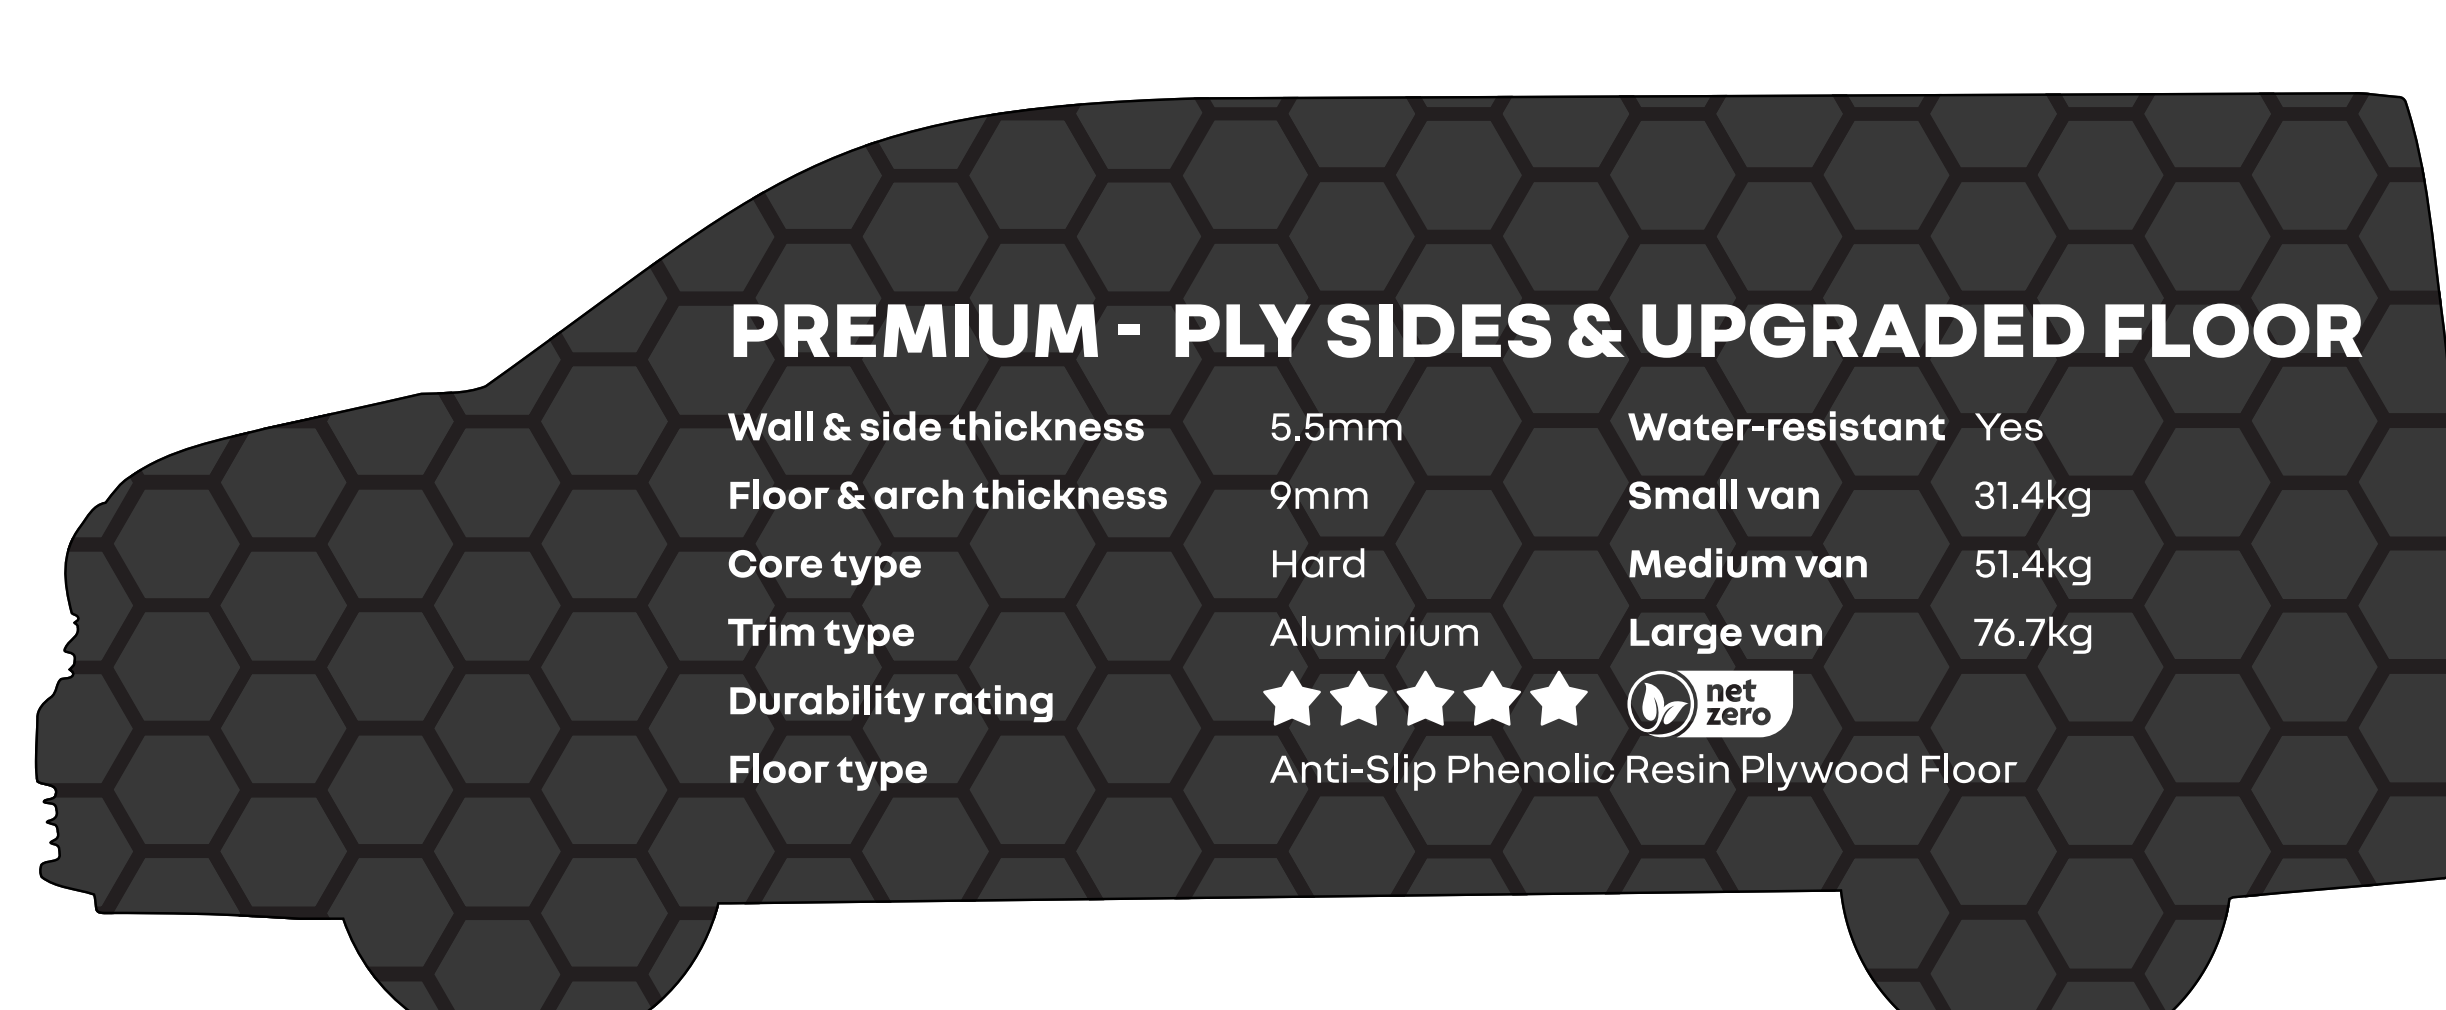 PREMIUM - PLY SIDES & UPGRADED FLOOR
Wall & side thickness 5.5mm Water-resistant Yes
Floor & arch thickness 9mm Small van 31.4kg
Core type Hard Medium van 51.4kg
Trim type Aluminium Large van 76.7kg
Durability rating net zero
Floor type Anti-Slip Phenolic Resin Plywood Floor